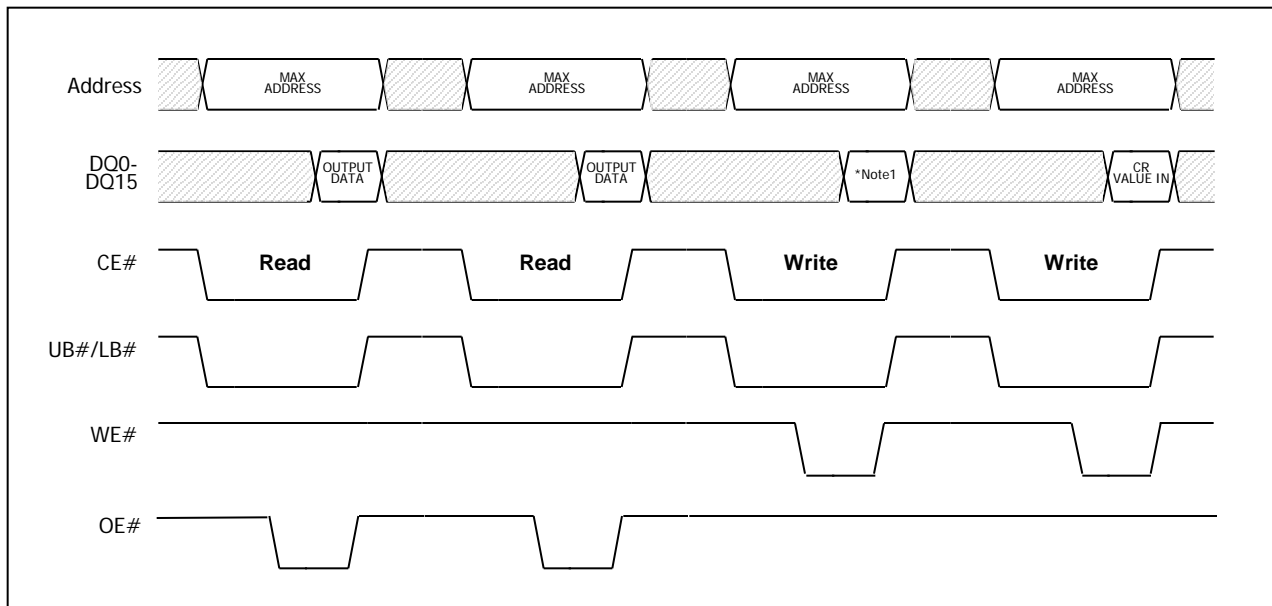 Address
MAX
ADDRESS
MAX
ADDRESS
MAX
ADDRESS
MAX
ADDRESS
DQ0-
DQ15
OUTPUT
DATA
OUTPUT
DATA
*Note1
CR
VALUE IN
CE#
Read
Read
Write
Write
UB#/LB#
WE#
OE#